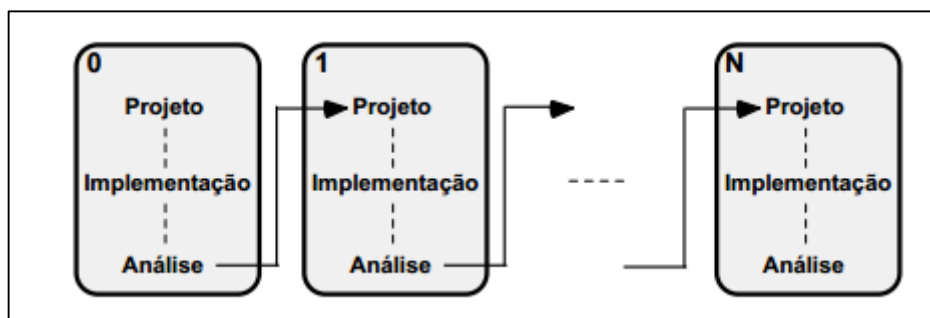 0
Projeto
Implementação
Análise
1
Projeto
Implementação
Análise
N
Projeto
Implementação
Análise